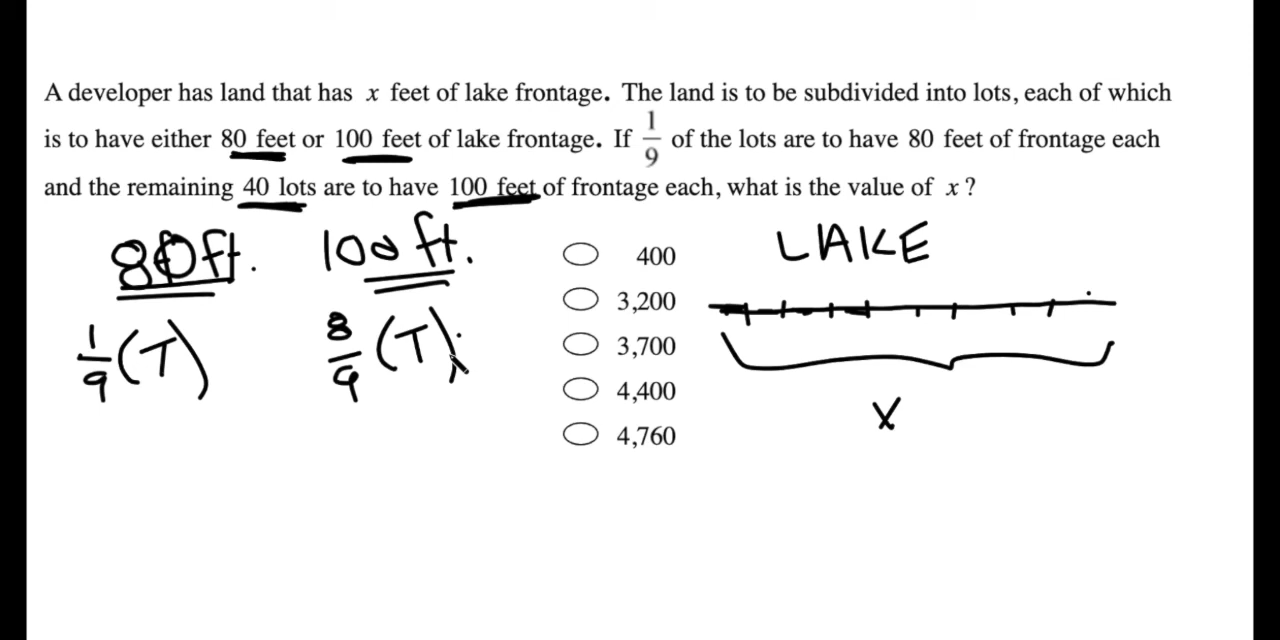 A developer has land that has x feet of lake frontage. The land is to be subdivided into lots, each of which
is to have either 80 feet or 100 feet of lake frontage. If 1/9 of the lots are to have 80 feet of frontage each
and the remaining 40 lots are to have 100 feet of frontage each, what is the value of x?
80ft. 100 ft.
1/9 (T) 8/9 (T)
400
3,200
3,700
4,400
4,760
LAKE
X